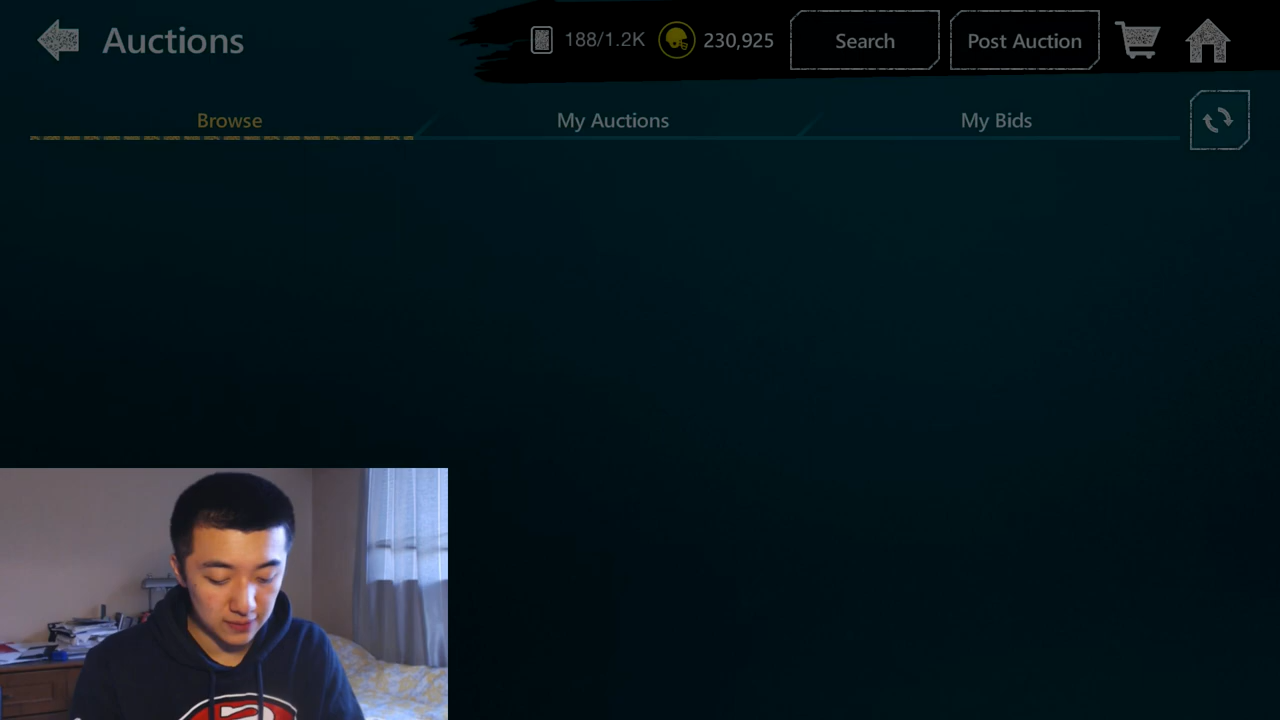 Auctions
188/1.2K
230,925
Search
Post Auction
Browse
My Auctions
My Bids